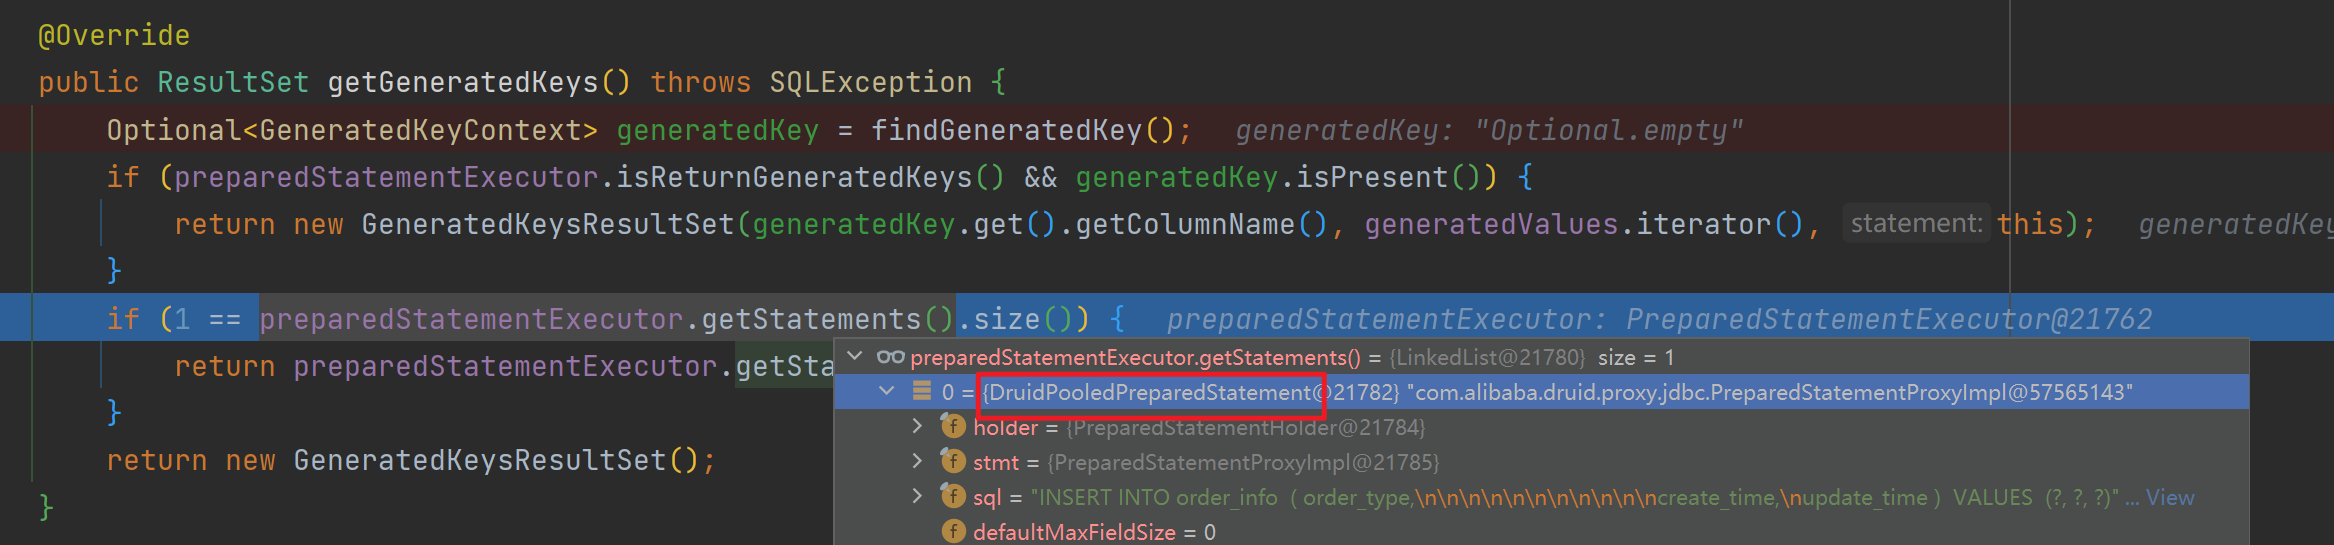 @Override
public ResultSet getGeneratedKeys() throws SQLException {
Optional<GeneratedKeyContext> generatedKey = findGeneratedKey(); generatedKey: "Optional.empty"
if (preparedStatementExecutor.isReturnGeneratedKeys() && generatedKey.isPresent()) {
return new GeneratedKeysResultSet(generatedKey.get().getColumnName(), generatedValues.iterator(), statement: this); generatedKey
}
if (1 == preparedStatementExecutor.getStatements().size()) { preparedStatementExecutor: PreparedStatementExecutor@21762
preparedStatementExecutor.getStatements() = {LinkedList@21780} size = 1
return preparedStatementExecutor.getSta
0 = {DruidPooledPreparedStatement@21782} "com.alibaba.druid.proxy.jdbc.PreparedStatementProxyImpl@57565143"
}
holder = {PreparedStatementHolder@21784}
return new GeneratedKeysResultSet();
stmt = {PreparedStatementProxyImpl@21785}
}
sql = "INSERT INTO order_info ( order_type,\n\n\n\n\n\n\n\n\n\n\ncreate_time,\nupdate_time ) VALUES (?, ?, ?)" ... View
defaultMaxFieldSize = 0